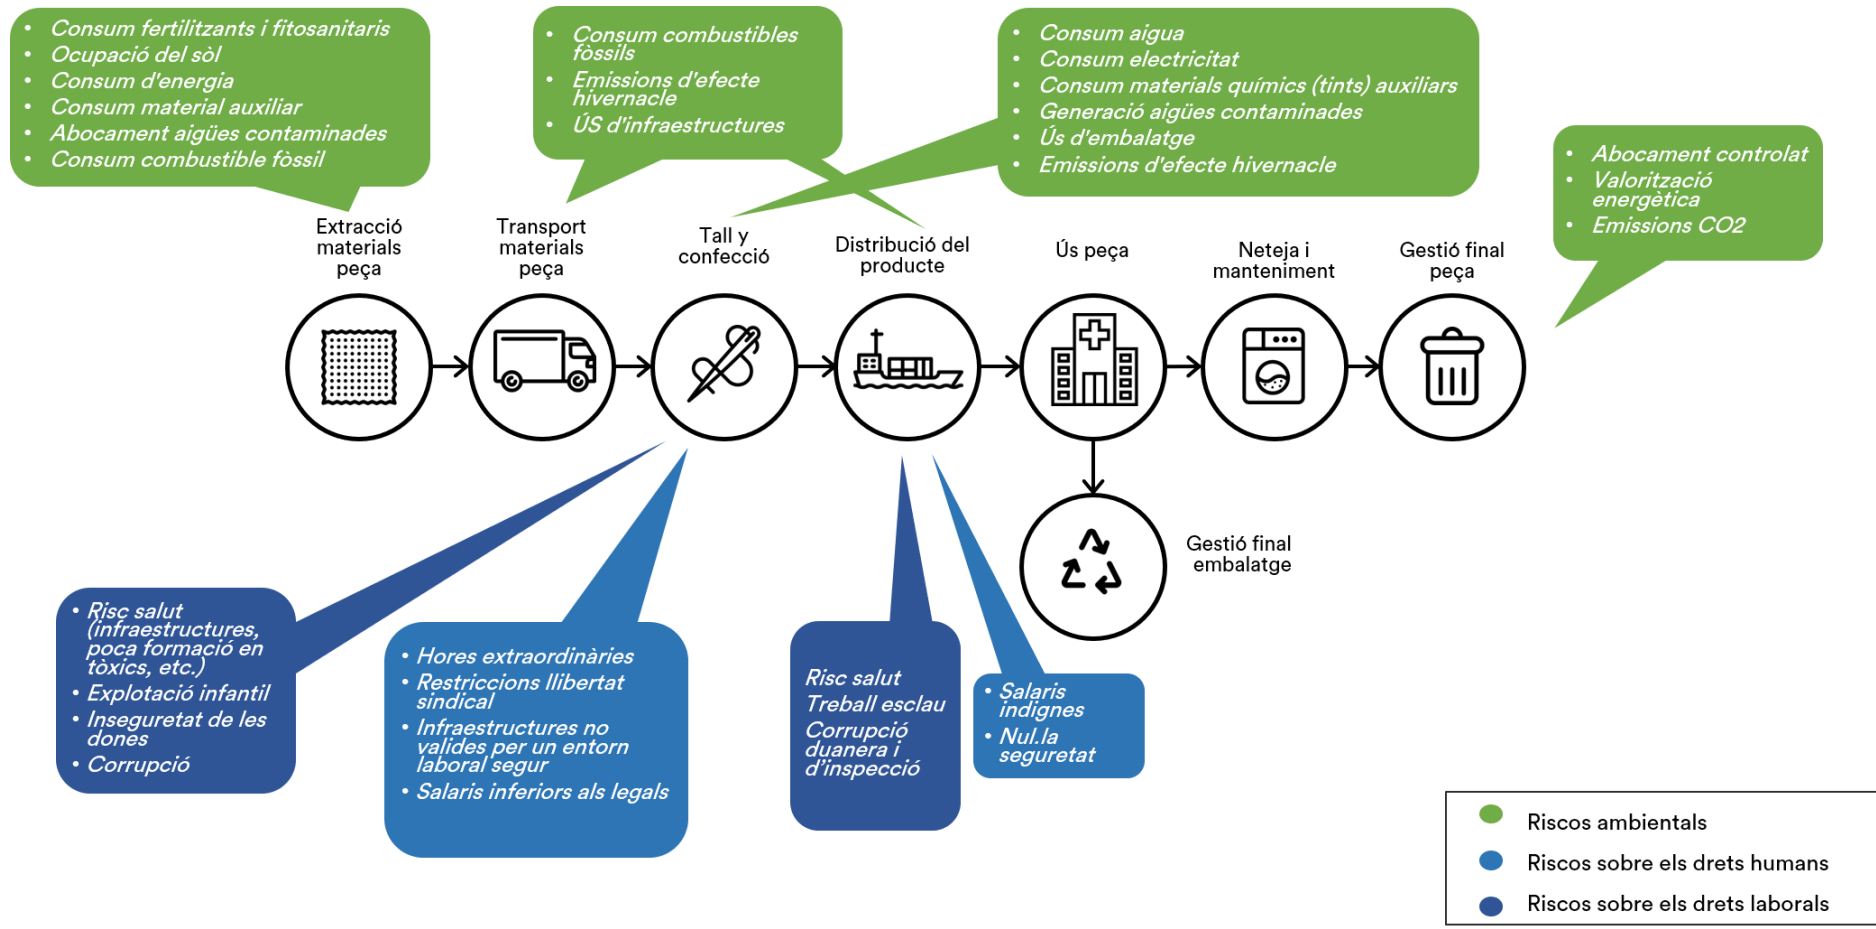 Consum fertilitzants i fitosanitaris
Ocupació del sòl
Consum d'energia
Consum material auxiliar
Abocament aigües contaminades
Consum combustible fòssil
Consum combustibles
fòssils
Emissions d'efecte
hivernacle
ÚS d'infraestructures
Consum aigua
Consum electricitat
Consum materials químics (tints) auxiliars
Generació aigües contaminades
Ús d'embalatge
Emissions d'efecte hivernacle
Abocament controlat
Valorització
energètica
Emissions CO2
Extracció
materials
peça
Transport
materials
peça
Tall y
confecció
Distribució del
producte
Ús peça
Neteja i
manteniment
Gestió final
peça
Gestió final
embalatge
Risc salut
(infraestructures,
poca formació en
tòxics, etc.)
Explotació infantil
Inseguretat de les
dones
Corrupció
Hores extraordinàries
Restriccions llibertat
sindical
Infraestructures no
valides per un entorn
laboral segur
Salaris inferiors als legals
Risc salut
Treball esclau
Corrupció
duanera i
d’inspecció
Salaris
indignes
Nul.la
seguretat
Riscos ambientals
Riscos sobre els drets humans
Riscos sobre els drets laborals